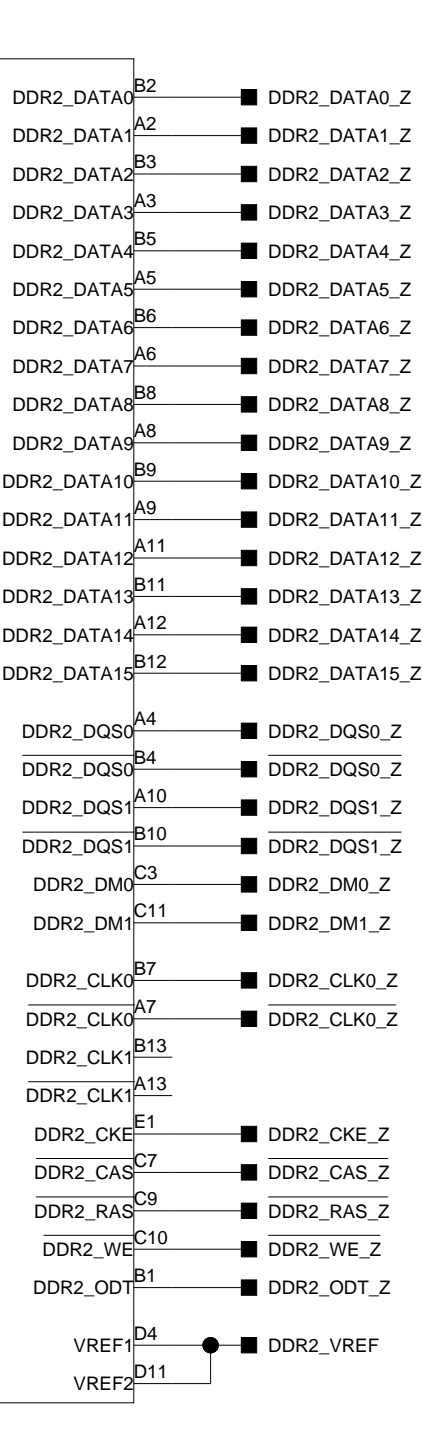 DDR2_DATA0 B2 DDR2_DATA0_Z
DDR2_DATA1 A2 DDR2_DATA1_Z
DDR2_DATA2 B3 DDR2_DATA2_Z
DDR2_DATA3 A3 DDR2_DATA3_Z
DDR2_DATA4 B5 DDR2_DATA4_Z
DDR2_DATA5 A5 DDR2_DATA5_Z
DDR2_DATA6 B6 DDR2_DATA6_Z
DDR2_DATA7 A6 DDR2_DATA7_Z
DDR2_DATA8 B8 DDR2_DATA8_Z
DDR2_DATA9 A8 DDR2_DATA9_Z
DDR2_DATA10 B9 DDR2_DATA10_Z
DDR2_DATA11 A9 DDR2_DATA11_Z
DDR2_DATA12 A11 DDR2_DATA12_Z
DDR2_DATA13 B11 DDR2_DATA13_Z
DDR2_DATA14 A12 DDR2_DATA14_Z
DDR2_DATA15 B12 DDR2_DATA15_Z
DDR2_DQS0 A4 DDR2_DQS0_Z
DDR2_DQS0 B4 DDR2_DQS0_Z
DDR2_DQS1 A10 DDR2_DQS1_Z
DDR2_DQS1 B10 DDR2_DQS1_Z
DDR2_DM0 C3 DDR2_DM0_Z
DDR2_DM1 C11 DDR2_DM1_Z
DDR2_CLK0 B7 DDR2_CLK0_Z
DDR2_CLK0 A7 DDR2_CLK0_Z
DDR2_CLK1 B13
DDR2_CLK1 A13
DDR2_CKE E1 DDR2_CKE_Z
DDR2_CAS C7 DDR2_CAS_Z
DDR2_RAS C9 DDR2_RAS_Z
DDR2_WE C10 DDR2_WE_Z
DDR2_ODT B1 DDR2_ODT_Z
VREF1 D4 DDR2_VREF
VREF2 D11